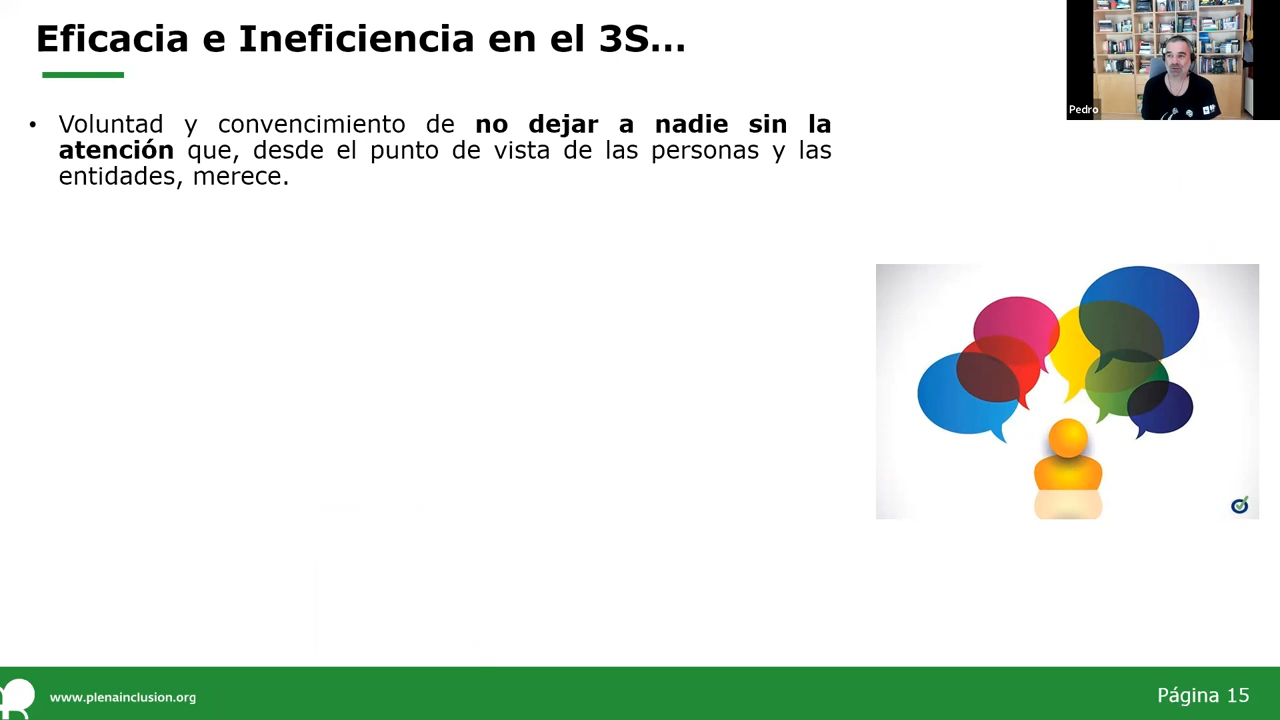 Eficacia e Ineficiencia en el 3S...
Pedro
• Voluntad y convencimiento de no dejar a nadie sin la
atención que, desde el punto de vista de las personas y las
entidades, merece.
www.plenainclusion.org
Página 15